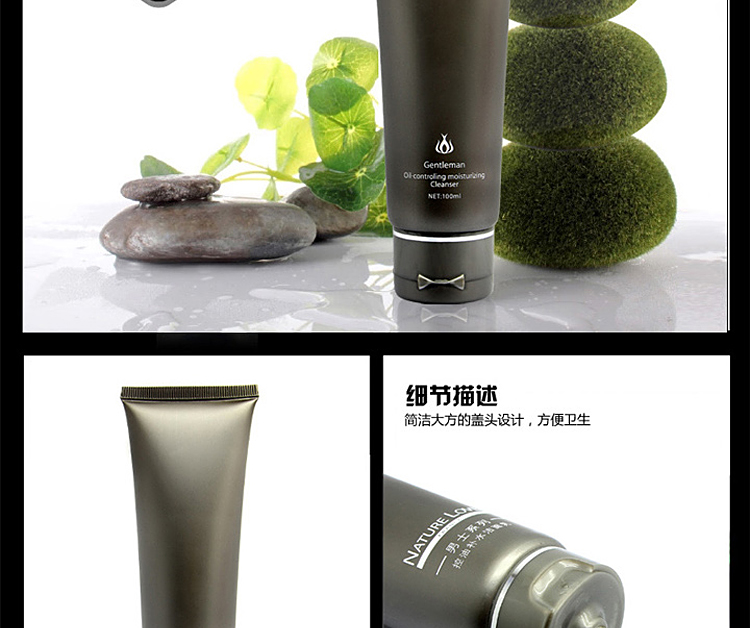 Gentleman
Oil-controling moisturizing
Cleanser
NET:100ml
细节描述
简洁大方的盖头设计，方便卫生
NATURE
男士系列
控油补水洁面